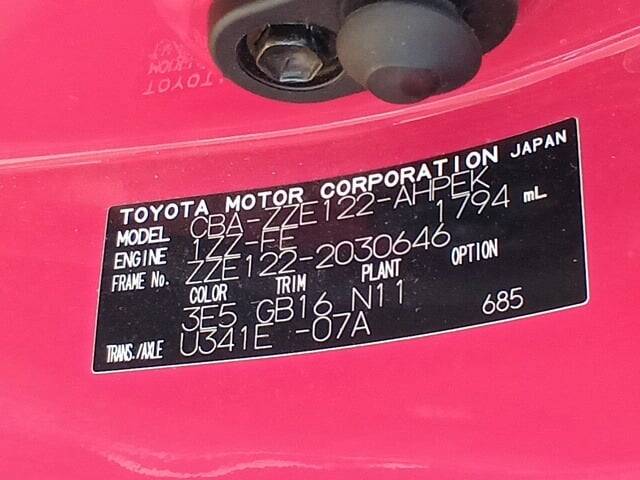 TOYOTA MOTOR CORPORATION JAPAN
MODEL CBA-ZZE122-AHPEK
ENGINE 1ZZ-FE 1794 mL
FRAME No. ZZE122-2030646
COLOR TRIM PLANT OPTION
3E5 GB16 N11
TRANS./AXLE U341E -07A 685
TOYOT